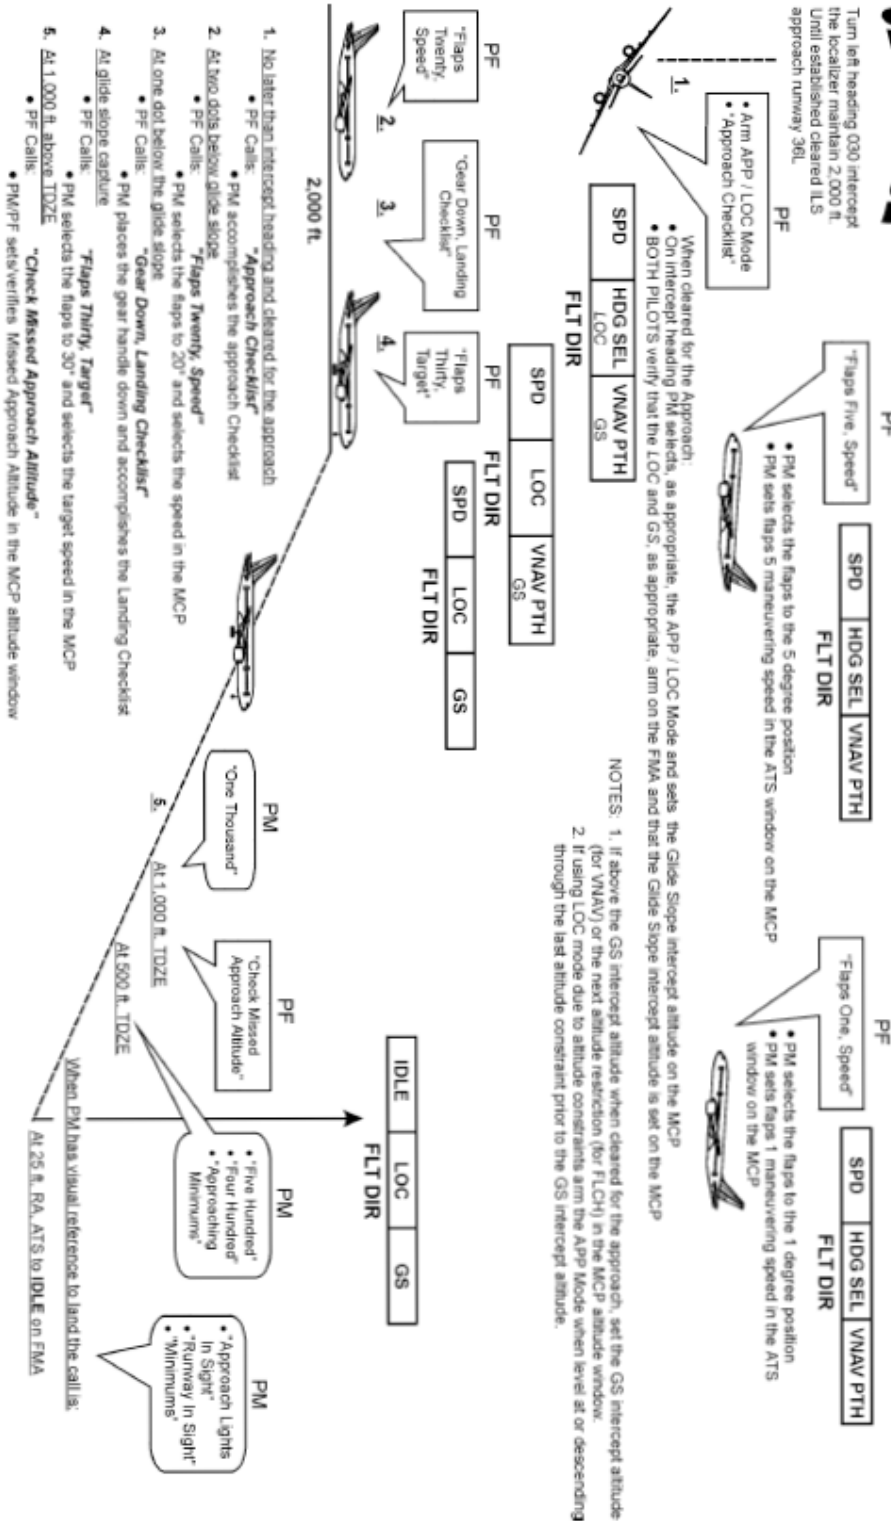 Turn left heading 030 intercept
the localizer maintain 2,000 ft.
Until established cleared ILS
approach runway 36L
1.
PF
• Arm APP / LOC Mode
• "Approach Checklist"
PF
"Flaps Five, Speed"
• PM selects the flaps to the 5 degree position
• PM sets flaps 5 maneuvering speed in the ATS window on the MCP
SPD HDG SEL VNAV PTH
FLT DIR
PF
"Flaps One, Speed"
• PM selects the flaps to the 1 degree position
• PM sets flaps 1 maneuvering speed in the ATS
window on the MCP
SPD HDG SEL VNAV PTH
FLT DIR
When cleared for the Approach:
• On intercept heading PM selects, as appropriate, the APP / LOC Mode and sets the Glide Slope intercept altitude on the MCP
• BOTH PILOTS verify that the LOC and GS, as appropriate, arm on the FMA and that the Glide Slope intercept altitude is set on the MCP
SPD HDG SEL VNAV PTH
LOC GS
FLT DIR
NOTES: 1. If above the GS intercept altitude when cleared for the approach, set the GS intercept altitude
(for VNAV) or the next altitude restriction (for FLCH) in the MCP altitude window.
2. If using LOC mode due to altitude constraints arm the APP Mode when level at or descending
through the last altitude constraint prior to the GS intercept altitude.
PF
"Flaps
Twenty,
Speed"
2.
PF
"Gear Down, Landing
Checklist"
3.
PF
"Flaps
Thirty,
Target"
4.
SPD LOC VNAV PTH
GS
FLT DIR
SPD LOC GS
FLT DIR
2,000 ft.
IDLE LOC GS
FLT DIR
PM
"One Thousand"
5.
At 1,000 ft. TDZE
PF
"Check Missed
Approach Altitude"
At 500 ft. TDZE
PM
• "Five Hundred"
• "Four Hundred"
• "Approaching
Minimums"
PM
• "Approach Lights
In Sight"
• "Runway In Sight"
• "Minimums"
When PM has visual reference to land the call is:
At 25 ft. RA, ATS to IDLE on FMA
1. No later than intercept heading and cleared for the approach
• PF Calls: "Approach Checklist"
• PM accomplishes the approach Checklist
2. At two dots below glide slope
• PF Calls: "Flaps Twenty, Speed"
• PM selects the flaps to 20° and selects the speed in the MCP
3. At one dot below the glide slope
• PF Calls: "Gear Down, Landing Checklist"
• PM places the gear handle down and accomplishes the Landing Checklist
4. At glide slope capture
• PF Calls: "Flaps Thirty, Target"
• PM selects the flaps to 30° and selects the target speed in the MCP
5. At 1,000 ft. above TDZE
• PF Calls: "Check Missed Approach Altitude"
• PM/PF sets/verifies Missed Approach Altitude in the MCP altitude window